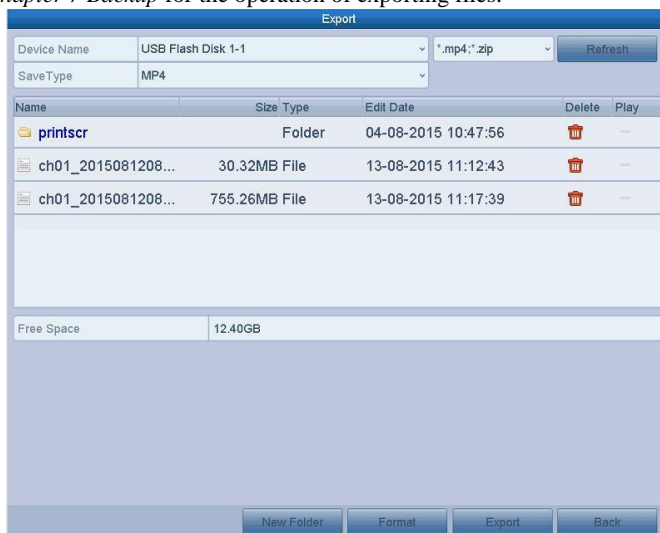 hapter 7 Backup for the operation of exporting files.
Export
Device Name USB Flash Disk 1-1 *.mp4;*.zip Refresh
SaveType MP4
Name Size Type Edit Date Delete Play
printscr Folder 04-08-2015 10:47:56
ch01_2015081208... 30.32MB File 13-08-2015 11:12:43
ch01_2015081208... 755.26MB File 13-08-2015 11:17:39
Free Space 12.40GB
New Folder Format Export Back